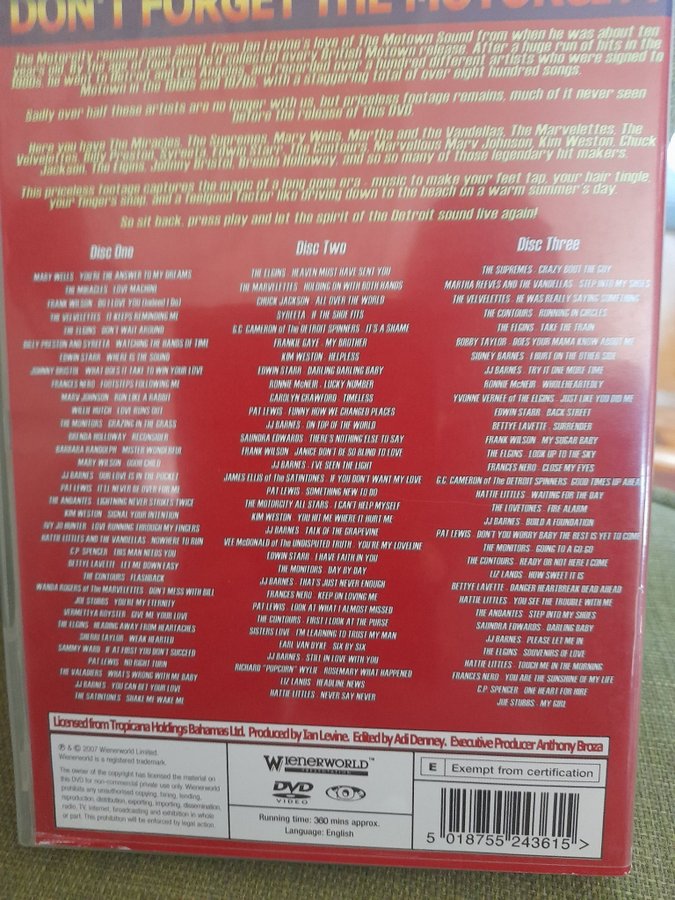 DON'T FORGET THE MOTORCITY
The Motorcity reunion came about, from Ian Levine's love of The Motown Sound from when he was about ten
years old. By the age of four teen he'd collected every British Motown release. After a huge run of hits in the
1980s, he went to Detroit and Los Angeles, and recorded over a hundred different artists who were signed to
Motown in the 1960s and 1970s, with a staggering total of over eight hundred songs.
Sadly over half these artists are no longer with us, but priceless footage remains, much of it never seen
before the release of this DVD.
Here you have The Miracles, The Supremes, Mary Wells, Martha and the Vandellas, The Marvelettes, The
Velvelettes, Billy Preston, Syreeta, Edwin Starr, The Contours, Marvellous Marv Johnson, Kim Weston, Chuck
Jackson, The Elgins, Johnny Bristol, Brenda Holloway, and so so many of those legendary hit makers.
This priceless footage captures the magic of a long gone era - music to make your feet tap, your hair tingle,
your fingers snap, and a feelgood factor like driving down to the beach on a warm summer's day.
So sit back, press play and let the spirit of the Detroit sound live again!
Disc One
MARY WELLS . YOU'RE THE ANSWER TO MY DREAMS
THE MIRACLES . LOVE MACHINE
FRANK WILSON . DO I LOVE YOU (Indeed I Do)
THE VELVELETTES . IT KEEPS REMINDING ME
THE ELGINS . DON'T WAIT AROUND
BILLY PRESTON AND SYREETA . WATCHING THE HANDS OF TIME
EDWIN STARR . WHERE IS THE SOUND
JOHNNY BRISTOL . WHAT DOES IT TAKE TO WIN YOUR LOVE
FRANCES NERO . FOOTSTEPS FOLLOWING ME
MARV JOHNSON . RUN LIKE A RABBIT
WILLIE HUTCH . LOVE RUNS OUT
THE MONITORS . GRAZING IN THE GRASS
BRENDA HOLLOWAY . RECONSIDER
BARBARA RANDOLPH . MISTER WONDERFUL
MARY WILSON . OOOH CHILD
JJ BARNES . OUR LOVE IS IN THE POCKET
PAT LEWIS . IT'LL NEVER BE OVER FOR ME
THE ANDANTES . LIGHTNING NEVER STRIKES TWICE
KIM WESTON . SIGNAL YOUR INTENTION
IVY JO HUNTER . LOVE RUNNING THROUGH MY FINGERS
HATTIE LITTLES AND THE VANDELLAS . NOWHERE TO RUN
C.P. SPENCER . THIS MAN NEEDS YOU
BETTYE LAVETTE . LET ME DOWN EASY
THE CONTOURS . FLASHBACK
WANDA ROGERS of The MARVELETTES . DON'T MESS WITH BILL
JOE STUBBS . YOU'RE MY ETERNITY
VERMETTYA ROYSTER . GIVE ME YOUR LOVE
THE ELGINS . HEADING AWAY FROM HEARTACHES
SHERRI TAYLOR . WEAK HEARTED
SAMMY WARD . IF AT FIRST YOU DON'T SUCCEED
PAT LEWIS . NO RIGHT TURN
THE VALADIERS . WHAT'S WRONG WITH ME BABY
JJ BARNES . YOU CAN BET YOUR LOVE
THE SATINTONES . SHAKE ME WAKE ME
Disc Two
THE ELGINS . HEAVEN MUST HAVE SENT YOU
THE MARVELETTES . HOLDING ON WITH BOTH HANDS
CHUCK JACKSON . ALL OVER THE WORLD
SYREETA . IF THE SHOE FITS
G.C. CAMERON of The DETROIT SPINNERS . IT'S A SHAME
FRANKIE GAYE . MY BROTHER
KIM WESTON . HELPLESS
EDWIN STARR . DARLING DARLING BABY
RONNIE McNEIR . LUCKY NUMBER
CAROLYN CRAWFORD . TIMELESS
PAT LEWIS . FUNNY HOW WE CHANGED PLACES
JJ BARNES . ON TOP OF THE WORLD
SAUNDRA EDWARDS . THERE'S NOTHING ELSE TO SAY
FRANK WILSON . JANICE DON'T BE SO BLIND TO LOVE
JJ BARNES . I'VE SEEN THE LIGHT
JAMES ELLIS of The SATINTONES . IF YOU DON'T WANT MY LOVE
PAT LEWIS . SOMETHING NEW TO DO
THE MOTORCITY ALL STARS . I CAN'T HELP MYSELF
KIM WESTON . YOU HIT ME WHERE IT HURT ME
JJ BARNES . TALK OF THE GRAPEVINE
VEE McDONALD of The UNDISPUTED TRUTH . YOU'RE MY LOVELINE
EDWIN STARR . I HAVE FAITH IN YOU
THE MONITORS . DAY BY DAY
JJ BARNES . THAT'S JUST NEVER ENOUGH
FRANCES NERO . KEEP ON LOVING ME
PAT LEWIS . LOOK AT WHAT I ALMOST MISSED
THE CONTOURS . FIRST I LOOK AT THE PURSE
SISTERS LOVE . I'M LEARNING TO TRUST MY MAN
EARL VAN DYKE . SIX BY SIX
JJ BARNES . STILL IN LOVE WITH YOU
RICHARD "POPCORN" WYLIE . ROSEMARY WHAT HAPPENED
LIZ LANDS . HEADLINE NEWS
HATTIE LITTLES . NEVER SAY NEVER
Disc Three
THE SUPREMES . CRAZY BOUT THE GUY
MARTHA REEVES AND THE VANDELLAS . STEP INTO MY SHOES
THE VELVELETTES . HE WAS REALLY SAYING SOMETHING
THE CONTOURS . RUNNING IN CIRCLES
THE ELGINS . TAKE THE TRAIN
BOBBY TAYLOR . DOES YOUR MAMA KNOW ABOUT ME
SIDNEY BARNES . I HURT ON THE OTHER SIDE
JJ BARNES . TRY IT ONE MORE TIME
RONNIE McNEIR . WHOLEHEARTEDLY
YVONNE VERNEE of THE ELGINS . JUST LIKE YOU DID ME
EDWIN STARR . BACK STREET
BETTYE LAVETTE . SURRENDER
FRANK WILSON . MY SUGAR BABY
THE ELGINS . LOOK UP TO THE SKY
FRANCES NERO . CLOSE MY EYES
G.C. CAMERON of The DETROIT SPINNERS . GOOD TIMES UP AHEAD
HATTIE LITTLES . WAITING FOR THE DAY
THE LOVETONES . FIRE ALARM
JJ BARNES . BUILD A FOUNDATION
PAT LEWIS . DON'T YOU WORRY BABY THE BEST IS YET TO COME
THE MONITORS . GOING TO A GO GO
THE CONTOURS . READY OR NOT HERE I COME
LIZ LANDS . HOW SWEET IT IS
BETTYE LAVETTE . DANGER HEARTBREAK DEAD AHEAD
HATTIE LITTLES . YOU SEE THE TROUBLE WITH ME
THE ANDANTES . STEP INTO MY SHOES
SAUNDRA EDWARDS . DARLING BABY
JJ BARNES . PLEASE LET ME IN
THE ELGINS . SOUVENIRS OF LOVE
HATTIE LITTLES . TOUCH ME IN THE MORNING
FRANCES NERO . YOU ARE THE SUNSHINE OF MY LIFE
C.P. SPENCER . ONE HEART FOR HIRE
JOE STUBBS . MY GIRL
Licensed from Tropicana Holdings Bahamas Ltd. Produced by Ian Levine. Edited by Adi Denney. Executive Producer Anthony Broza
℗ & © 2007 Wienerworld Limited.
Wienerworld is a registered trademark.
The owner of the copyright has licensed the material on
this DVD for non-commercial (private use only. Wienerworld
prohibits any unauthorised copying, hiring, lending,
reproduction, distribution, exporting, importing, dissemination,
radio, TV, internet, broadcasting and exhibition in whole
or part. This prohibition will be enforced by legal action.
WIENERWORLD™
PRESENTATION
DVD
VIDEO
Running time: 360 mins approx.
Language: English
E Exempt from certification
5 018755 243615 >